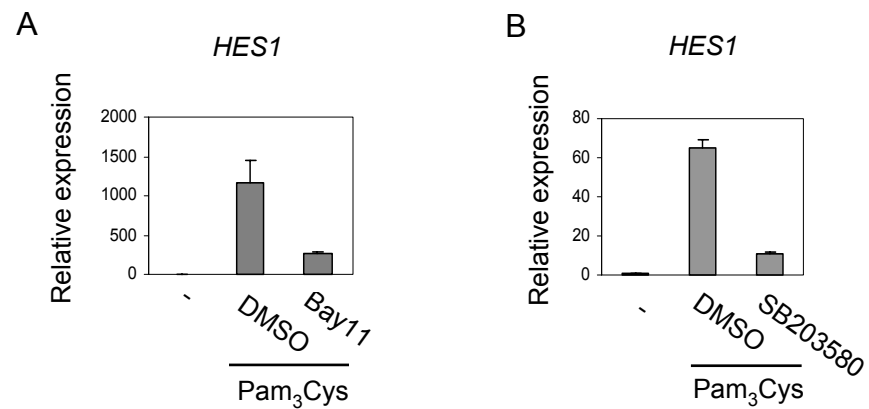 A
HES1
Relative expression
2000
1500
1000
500
0
-
DMSO
Bay11
Pam₃Cys
B
HES1
Relative expression
80
60
40
20
0
-
DMSO
SB203580
Pam₃Cys